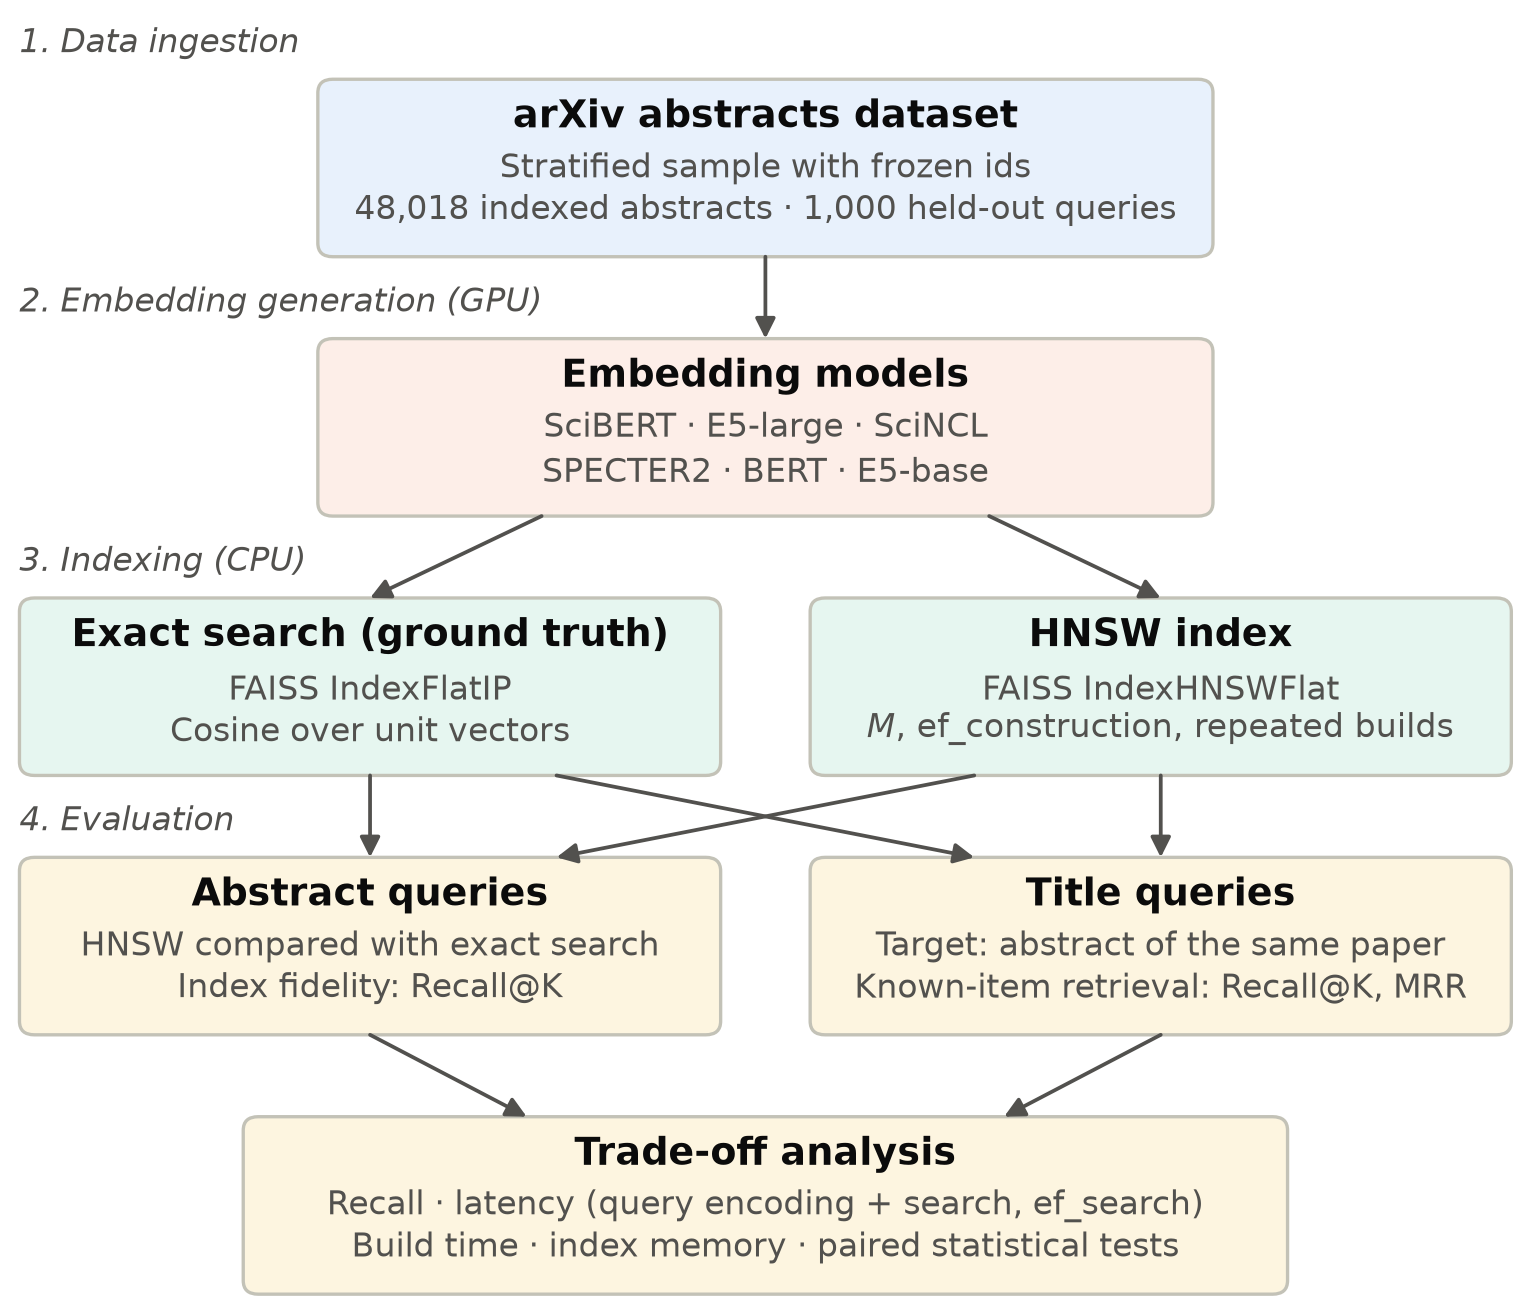 1. Data ingestion
arXiv abstracts dataset
Stratified sample with frozen ids
48,018 indexed abstracts · 1,000 held-out queries
2. Embedding generation (GPU)
Embedding models
SciBERT · E5-large · SciNCL
SPECTER2 · BERT · E5-base
3. Indexing (CPU)
Exact search (ground truth)
FAISS IndexFlatIP
Cosine over unit vectors
HNSW index
FAISS IndexHNSWFlat
M, ef_construction, repeated builds
4. Evaluation
Abstract queries
HNSW compared with exact search
Index fidelity: Recall@K
Title queries
Target: abstract of the same paper
Known-item retrieval: Recall@K, MRR
Trade-off analysis
Recall · latency (query encoding + search, ef_search)
Build time · index memory · paired statistical tests